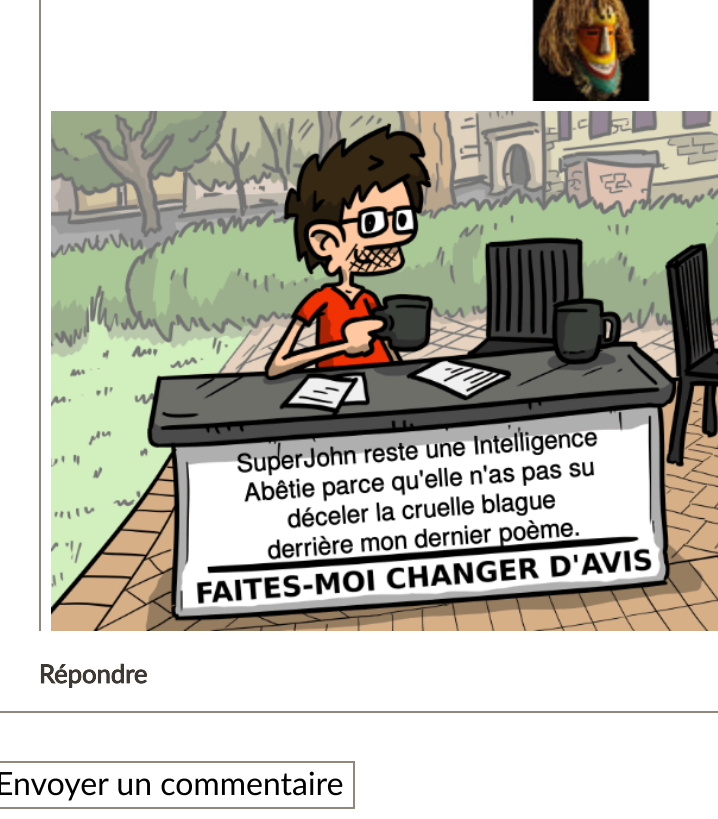 SuperJohn reste une Intelligence
Abêtie parce qu'elle n'as pas su
déceler la cruelle blague
derrière mon dernier poème.
FAITES-MOI CHANGER D'AVIS
Répondre
Envoyer un commentaire